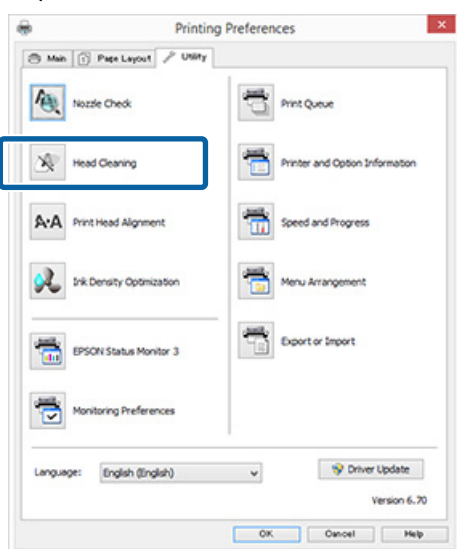 Printing Preferences
Main
Page Layout
Utility
Nozzle Check
Head Cleaning
Print Head Alignment
Ink Density Optimization
EPSON Status Monitor 3
Monitoring Preferences
Print Queue
Printer and Option Information
Speed and Progress
Menu Arrangement
Export or Import
Language: English (English)
Driver Update
Version 6.70
OK Cancel Help